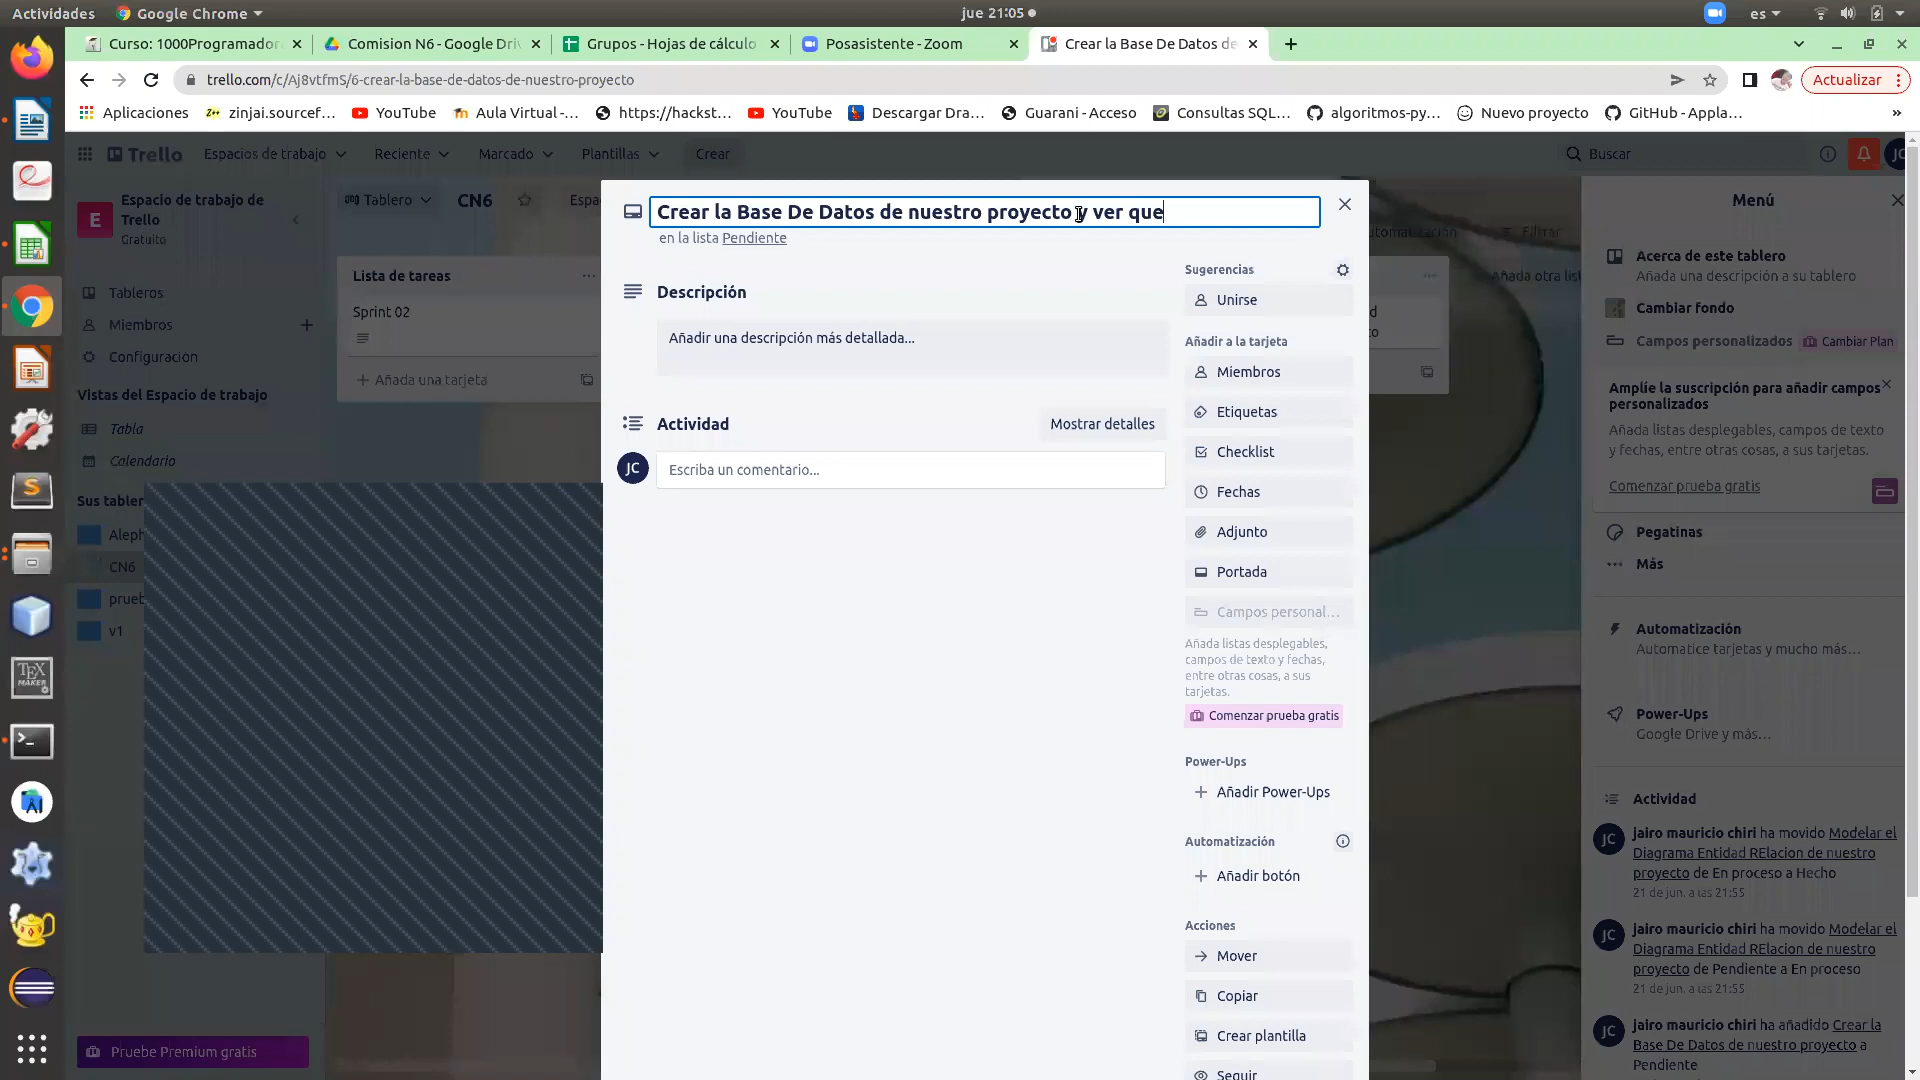 Actividades Google Chrome jue 21:05 es
Curso: 1000Programador Comision N6 - Google Dri Grupos - Hojas de cálculo Posasistente - Zoom Crear la Base De Datos de
trello.com/c/Aj8vtfmS/6-crear-la-base-de-datos-de-nuestro-proyecto Actualizar
Aplicaciones zinjai.sourcef... YouTube Aula Virtual -... https://hackst... YouTube Descargar Dra... Guarani - Acceso Consultas SQL... algoritmos-py... Nuevo proyecto GitHub - Appla... »
Trello Espacios de trabajo Reciente Marcado Plantillas Crear Buscar JC
Espacio de trabajo de
Trello
Gratuito
E
Tableros
Miembros
Configuración
Vistas del Espacio de trabajo
Tabla
Calendario
Sus tabler
Aleph
CN6
prueb
v1
Pruebe Premium gratis
Tablero CN6 Espa
Lista de tareas
Sprint 02
Añada una tarjeta
Crear la Base De Datos de nuestro proyecto y ver que
en la lista Pendiente
Descripción
Añadir una descripción más detallada...
Actividad Mostrar detalles
JC Escriba un comentario...
Sugerencias
Unirse
Añadir a la tarjeta
Miembros
Etiquetas
Checklist
Fechas
Adjunto
Portada
Campos personal...
Añada listas desplegables,
campos de texto y fechas,
entre otras cosas, a sus
tarjetas.
Comenzar prueba gratis
Power-Ups
Añadir Power-Ups
Automatización
Añadir botón
Acciones
Mover
Copiar
Crear plantilla
Seguir
Filtrar
Añada otra list
Menú
Acerca de este tablero
Añada una descripción a su tablero
Cambiar fondo
Campos personalizados Cambiar Plan
Amplíe la suscripción para añadir campos
personalizados
Añada listas desplegables, campos de texto
y fechas, entre otras cosas, a sus tarjetas.
Comenzar prueba gratis
Pegatinas
Más
Automatización
Automatice tarjetas y mucho más...
Power-Ups
Google Drive y más...
Actividad
JC jairo mauricio chiri ha movido Modelar el
Diagrama Entidad RElacion de nuestro
proyecto de En proceso a Hecho
21 de jun. a las 21:55
JC jairo mauricio chiri ha movido Modelar el
Diagrama Entidad RElacion de nuestro
proyecto de Pendiente a En proceso
21 de jun. a las 21:55
JC jairo mauricio chiri ha añadido Crear la
Base De Datos de nuestro proyecto a
Pendiente